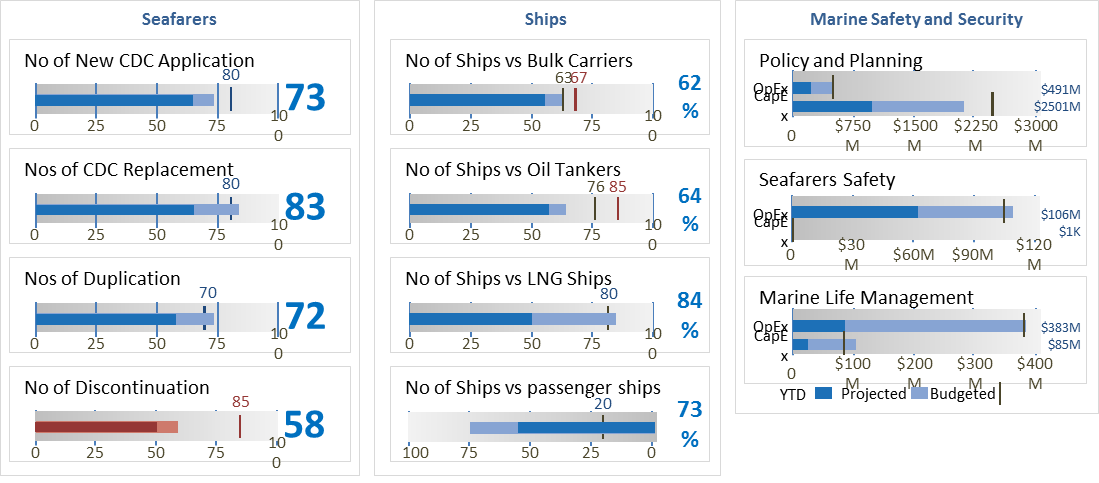 Seafarers
No of New CDC Application
80
73
0 25 50 75 10
0
Nos of CDC Replacement
80
83
0 25 50 75 10
0
Nos of Duplication
70
72
0 25 50 75 10
0
No of Discontinuation
85
58
0 25 50 75 10
0
Ships
No of Ships vs Bulk Carriers
63 67
62
%
0 25 50 75 10
0
No of Ships vs Oil Tankers
76 85
64
%
0 25 50 75 10
0
No of Ships vs LNG Ships
80
84
%
0 25 50 75 10
0
No of Ships vs passenger ships
20
73
%
100 75 50 25 0
Marine Safety and Security
Policy and Planning
OpEx $491M
CapE
x $2501M
0 $750 $1500 $2250 $3000
M M M M
Seafarers Safety
OpEx $106M
CapE
x $1K
0 $30 $60M $90M $120
M M
Marine Life Management
OpEx $383M
CapE
x $85M
0 $100 $200 $300 $400
M M M M
YTD Projected Budgeted